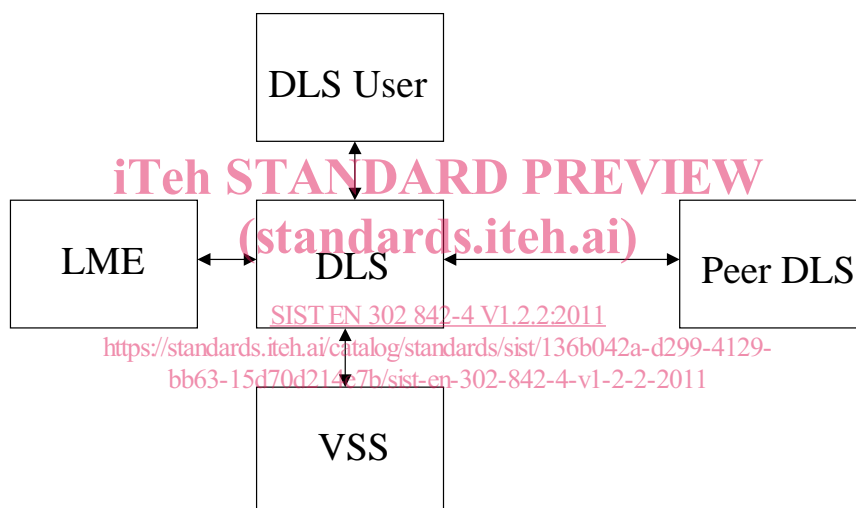 DLS User
iTeh STANDARD PREVIEW
(standards.iteh.ai)
LME
DLS
Peer DLS
SIST EN 302 842-4 V1.2.2:2011
https://standards.iteh.ai/catalog/standards/sist/136b042a-d299-4129-
bb63-15d70d214e7b/sist-en-302-842-4-v1-2-2-2011
VSS